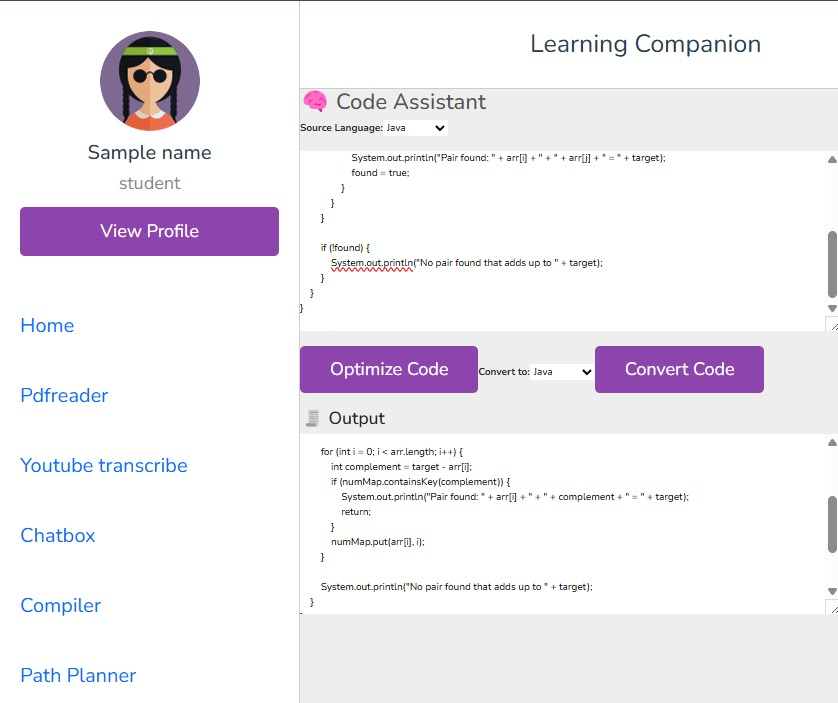 Learning Companion
Sample name
student
View Profile
Home
Pdfreader
Youtube transcribe
Chatbox
Compiler
Path Planner
Code Assistant
Source Language: Java
System.out.println("Pair found: " + arr[i] + " + " + arr[j] + " = " + target);
found = true;
}
}
}
if (!found) {
System.out.println("No pair found that adds up to " + target);
}
}
}
Optimize Code
Convert to: Java
Convert Code
Output
for (int i = 0; i < arr.length; i++) {
int complement = target - arr[i];
if (numMap.containsKey(complement)) {
System.out.println("Pair found: " + arr[i] + " + " + complement + " = " + target);
return;
}
numMap.put(arr[i], i);
}
System.out.println("No pair found that adds up to " + target);
}